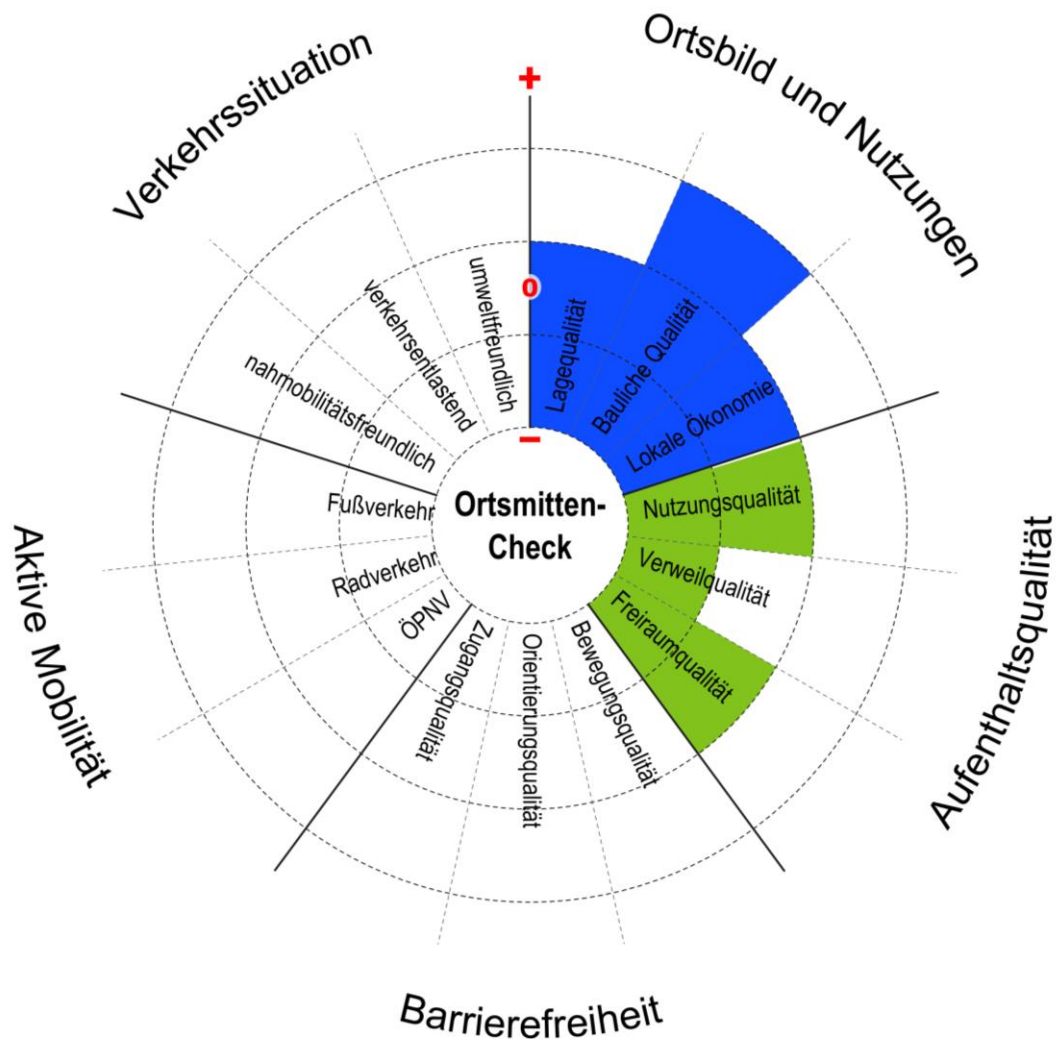 Verkehrssituation
Ortsbild und Nutzungen
+
0
−
umweltfreundlich
verkehrsentlastend
nahmobilitätsfreundlich
Lagequalität
Bauliche Qualität
Lokale Ökonomie
Ortsmitten-
Check
Fußverkehr
Radverkehr
ÖPNV
Nutzungsqualität
Verweilqualität
Freiraumqualität
Zugangsqualität
Orientierungsqualität
Bewegungsqualität
Aktive Mobilität
Aufenthaltsqualität
Barrierefreiheit